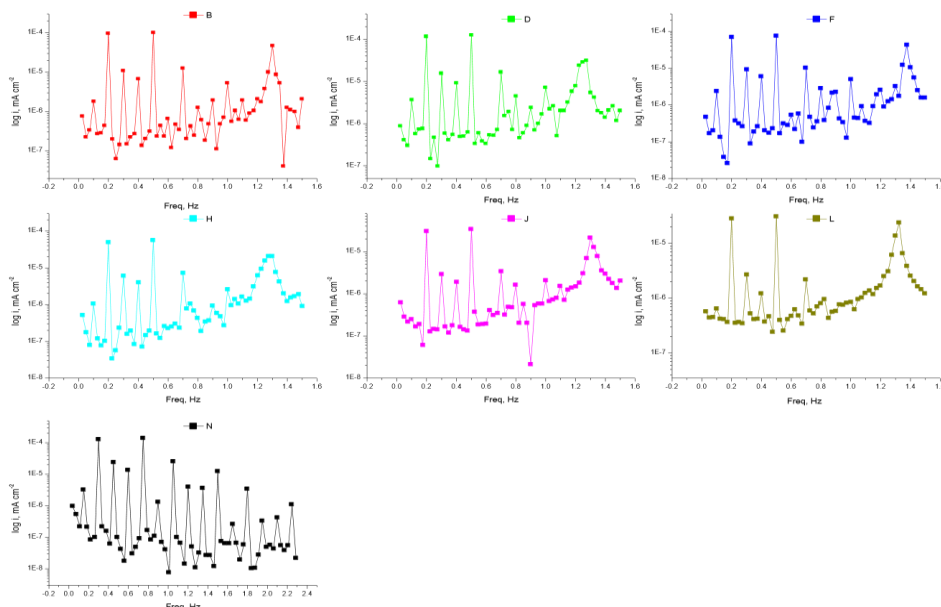 B
log i, mA cm-2
1E-4
1E-5
1E-6
1E-7
-0.2 0.0 0.2 0.4 0.6 0.8 1.0 1.2 1.4 1.6
Freq, Hz
D
log i, mA cm-2
1E-4
1E-5
1E-6
1E-7
-0.2 0.0 0.2 0.4 0.6 0.8 1.0 1.2 1.4 1.6
Freq, Hz
F
log i, mA cm-2
1E-4
1E-5
1E-6
1E-7
1E-8
-0.2 0.0 0.2 0.4 0.6 0.8 1.0 1.2 1.4 1.6
Freq, Hz
H
log i, mA cm-2
1E-4
1E-5
1E-6
1E-7
1E-8
-0.2 0.0 0.2 0.4 0.6 0.8 1.0 1.2 1.4 1.6
Freq, Hz
J
log i, mA cm-2
1E-4
1E-5
1E-6
1E-7
1E-8
-0.2 0.0 0.2 0.4 0.6 0.8 1.0 1.2 1.4 1.6
Freq, Hz
L
log i, mA cm-2
1E-5
1E-6
1E-7
-0.2 0.0 0.2 0.4 0.6 0.8 1.0 1.2 1.4 1.6
Freq, Hz
N
log i, mA cm-2
1E-4
1E-5
1E-6
1E-7
1E-8
-0.2 0.0 0.2 0.4 0.6 0.8 1.0 1.2 1.4 1.6 1.8 2.0 2.2 2.4
Freq, Hz